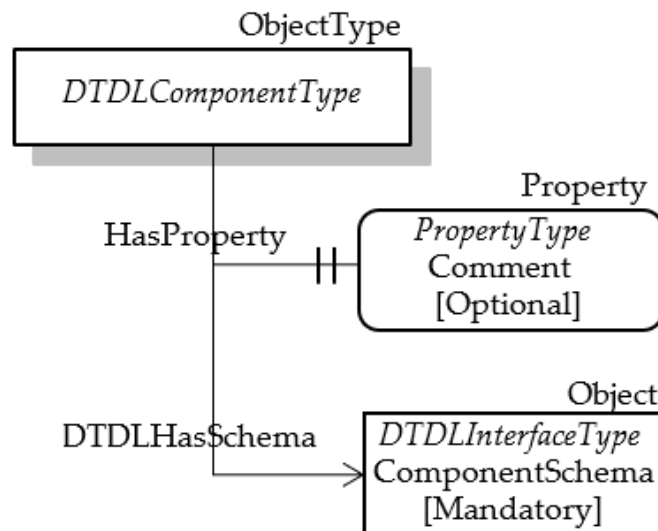 ObjectType
DTDLComponentType
Property
HasProperty
PropertyType
Comment
[Optional]
Object
DTDLHasSchema
DTDLInterfaceType
ComponentSchema
[Mandatory]